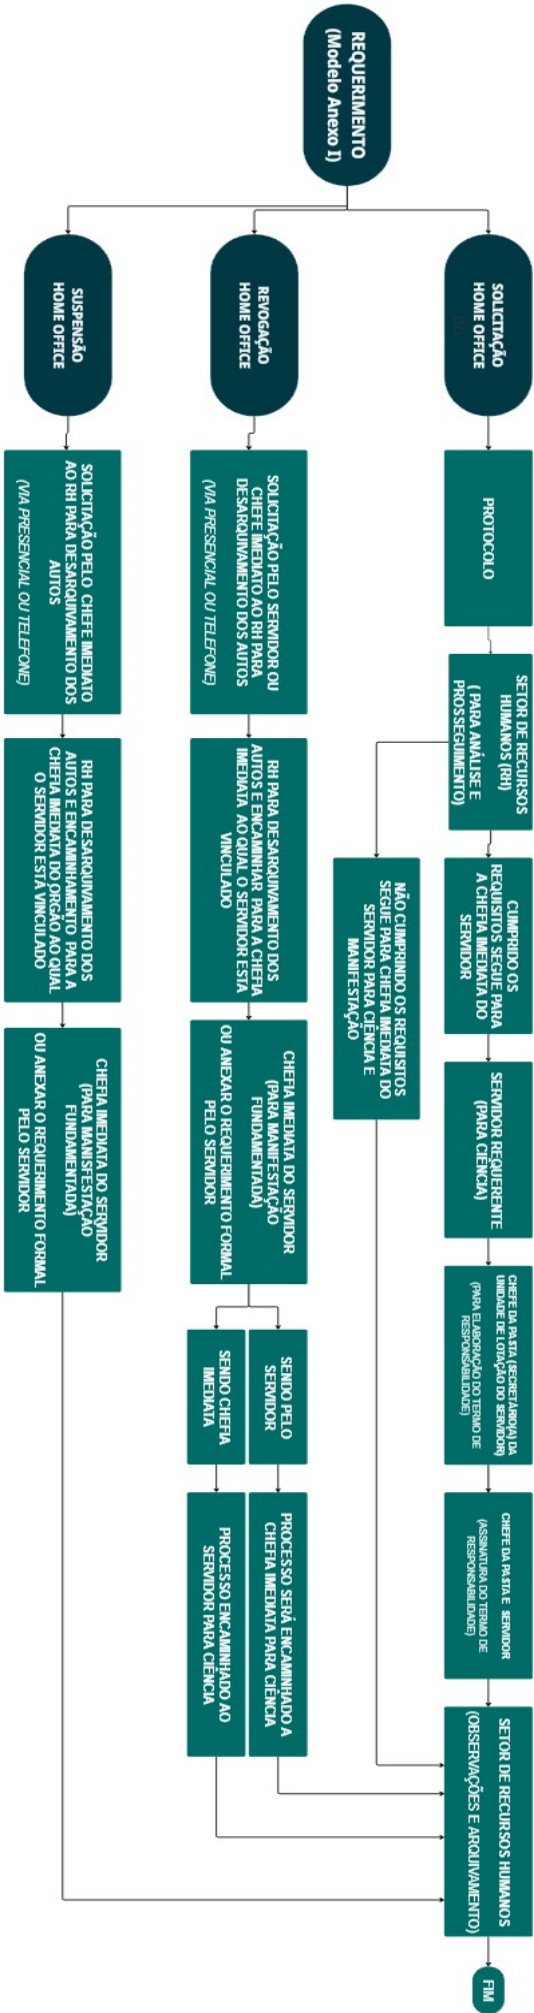 REQUERIMENTO
(Modelo Anexo I)
SOLICITAÇÃO
HOME OFFICE
PROTOCOLO
SETOR DE RECURSOS
HUMANOS (RH)
( PARA ANÁLISE E
PROSSEGUIMENTO)
CUMPRIDO OS
REQUISITOS SEGUE PARA
A CHEFIA IMEDIATA DO
SERVIDOR
SERVIDOR REQUERENTE
(PARA CIÊNCIA)
CHEFE DA PASTA (SECRETÁRIO(A) DA
UNIDADE DE LOTAÇÃO DO SERVIDOR)
(PARA ELABORAÇÃO DO TERMO DE
RESPONSABILIDADE)
CHEFE DA PASTA E SERVIDOR
(ASSINATURA DO TERMO DE
RESPONSABILIDADE)
SETOR DE RECURSOS HUMANOS
(OBSERVAÇÕES E ARQUIVAMENTO)
FIM
NÃO CUMPRINDO OS REQUISITOS
SEGUE PARA CHEFIA IMEDIATA DO
SERVIDOR PARA CIÊNCIA E
MANIFESTAÇÃO
REVOGAÇÃO
HOME OFFICE
SOLICITAÇÃO PELO SERVIDOR OU
CHEFE IMEDIATO AO RH PARA
DESARQUIVAMENTO DOS AUTOS
(VIA PRESENCIAL OU TELEFONE)
RH PARA DESARQUIVAMENTO DOS
AUTOS E ENCAMINHAR PARA A CHEFIA
IMEDIATA AO QUAL O SERVIDOR ESTA
VINCULADO
CHEFIA IMEDIATA DO SERVIDOR
(PARA MANIFESTAÇÃO
FUNDAMENTADA)
OU ANEXAR O REQUERIMENTO FORMAL
PELO SERVIDOR
SENDO PELO
SERVIDOR
PROCESSO SERÁ ENCAMINHADO A
CHEFIA IMEDIATA PARA CIÊNCIA
SENDO CHEFIA
IMEDIATA
PROCESSO ENCAMINHADO AO
SERVIDOR PARA CIÊNCIA
SUSPENSÃO
HOME OFFICE
SOLICITAÇÃO PELO CHEFE IMEDIATO
AO RH PARA DESARQUIVAMENTO DOS
AUTOS
(VIA PRESENCIAL OU TELEFONE)
RH PARA DESARQUIVAMENTO DOS
AUTOS E ENCAMINHAMENTO PARA A
CHEFIA IMEDIATA DO ORGÃO AO QUAL
O SERVIDOR ESTÁ VINCULADO
CHEFIA IMEDIATA DO SERVIDOR
(PARA MANISFESTAÇÃO
FUNDAMENTADA)
OU ANEXAR O REQUERIMENTO FORMAL
PELO SERVIDOR